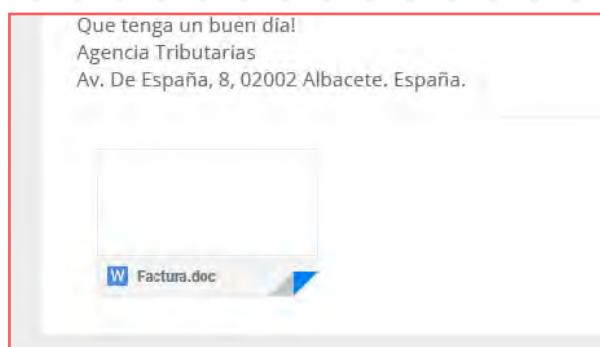 Que tenga un buen día!
Agencia Tributarias
Av. De España, 8, 02002 Albacete. España.
W Factura.doc